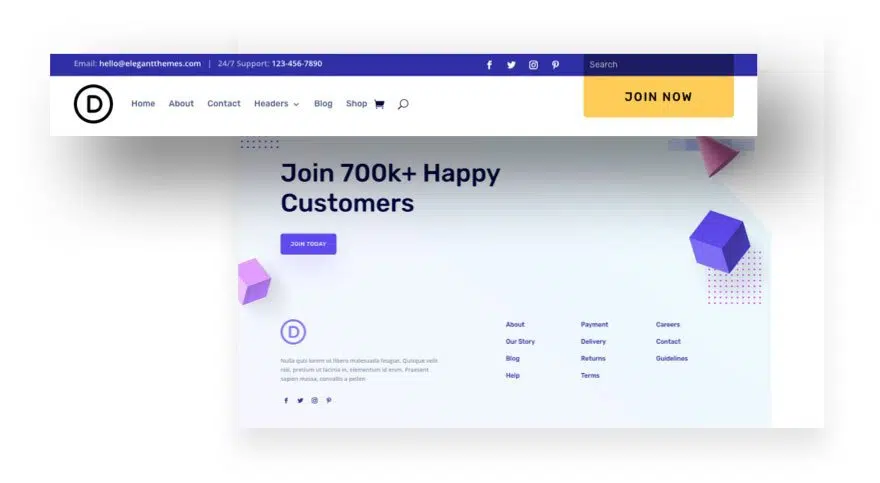 Email: hello@elegantthemes.com | 24/7 Support: 123-456-7890
Search
D
Home About Contact Headers Blog Shop
JOIN NOW
Join 700k+ Happy
Customers
JOIN TODAY
D
Nulla quis lorem ut libero malesuada feugiat. Quisque velit
nisi, pretium ut lacinia in, elementum id enim. Praesent
sapien massa, convallis a pellen
About Payment Careers
Our Story Delivery Contact
Blog Returns Guidelines
Help Terms